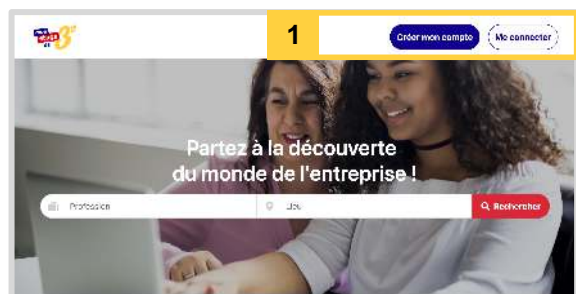 1
Créer mon compte
Me connecter
Partez à la découverte
du monde de l'entreprise !
Profession
Lieu
Rechercher